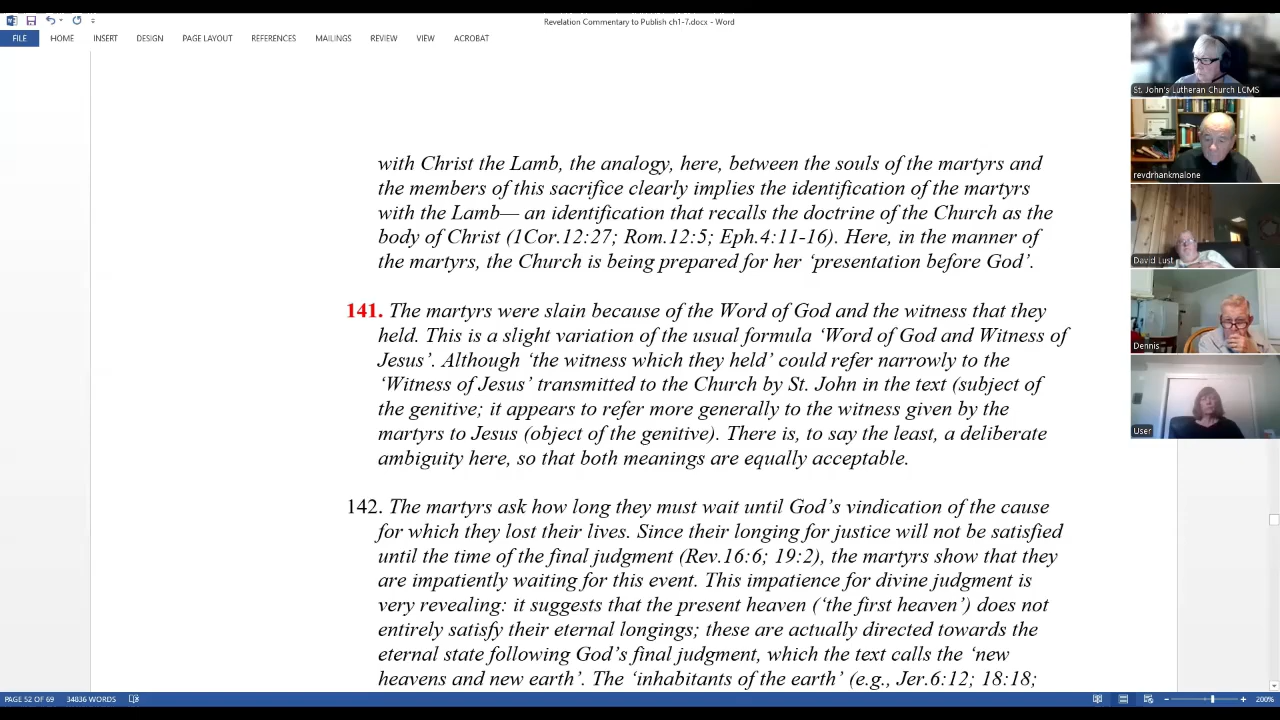 Revelation Commentary to Publish ch1-7.docx - Word
FILE HOME INSERT DESIGN PAGE LAYOUT REFERENCES MAILINGS REVIEW VIEW ACROBAT
with Christ the Lamb, the analogy, here, between the souls of the martyrs and
the members of this sacrifice clearly implies the identification of the martyrs
with the Lamb— an identification that recalls the doctrine of the Church as the
body of Christ (1Cor.12:27; Rom.12:5; Eph.4:11-16). Here, in the manner of
the martyrs, the Church is being prepared for her ‘presentation before God’.
141. The martyrs were slain because of the Word of God and the witness that they
held. This is a slight variation of the usual formula ‘Word of God and Witness of
Jesus’. Although ‘the witness which they held’ could refer narrowly to the
‘Witness of Jesus’ transmitted to the Church by St. John in the text (subject of
the genitive; it appears to refer more generally to the witness given by the
martyrs to Jesus (object of the genitive). There is, to say the least, a deliberate
ambiguity here, so that both meanings are equally acceptable.
142. The martyrs ask how long they must wait until God’s vindication of the cause
for which they lost their lives. Since their longing for justice will not be satisfied
until the time of the final judgment (Rev.16:6; 19:2), the martyrs show that they
are impatiently waiting for this event. This impatience for divine judgment is
very revealing: it suggests that the present heaven (‘the first heaven’) does not
entirely satisfy their eternal longings; these are actually directed towards the
eternal state following God’s final judgment, which the text calls the ‘new
heavens and new earth’. The ‘inhabitants of the earth’ (e.g., Jer.6:12; 18:18;
St. John's Lutheran Church LCMS
revdrhankmalone
David Lust
Dennis
User
PAGE 52 OF 69 34836 WORDS
200%